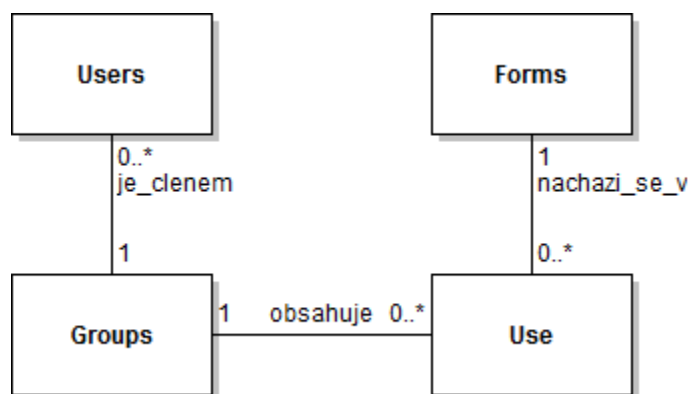 Users
Forms
0..*
je_clenem
1
1
nachazi_se_v
0..*
Groups
1 obsahuje 0..*
Use